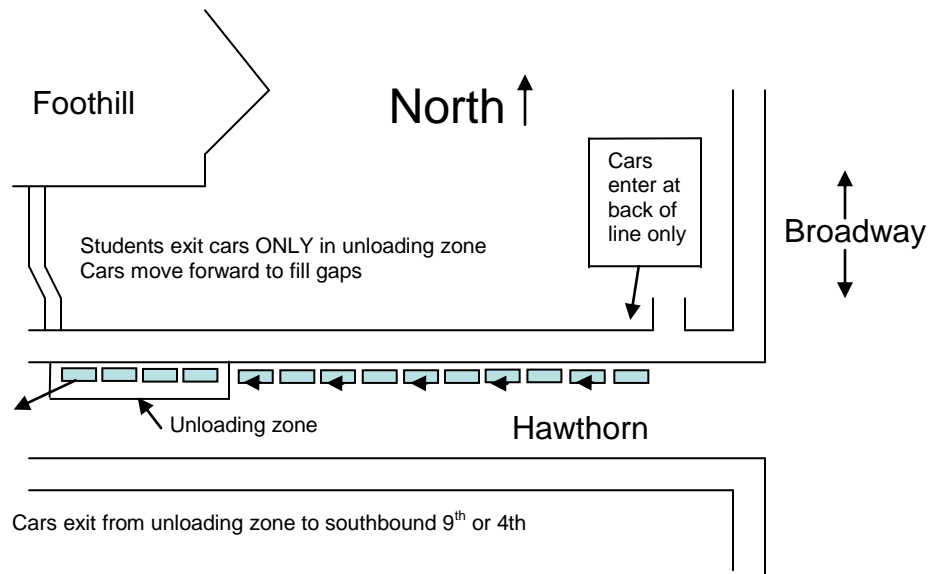 Foothill
North
Cars
enter at
back of
line only
Broadway
Students exit cars ONLY in unloading zone
Cars move forward to fill gaps
Unloading zone
Hawthorn
Cars exit from unloading zone to southbound 9th or 4th